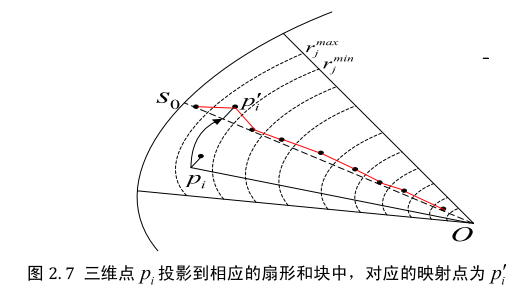 r_j^{max}
r_j^{min}
s_0
p_i'
p_i
O
图 2.7 三维点 p_i 投影到相应的扇形和块中，对应的映射点为 p_i'